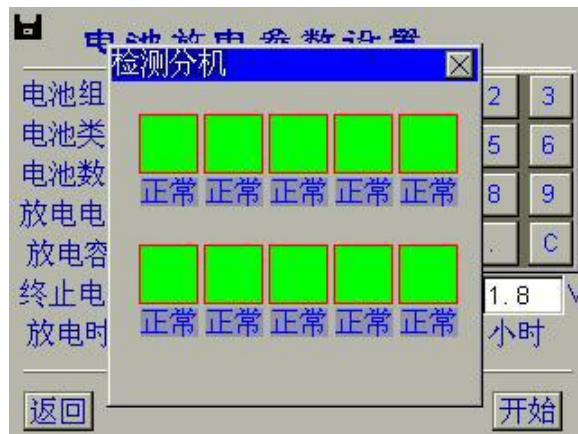 电池放电参数设置
检测分机
电池组
电池类
电池数
放电电
放电容
终止电
放电时
2 3
5 6
8 9
. C
正常 正常 正常 正常 正常
正常 正常 正常 正常 正常
1.8 V
小时
返回
开始